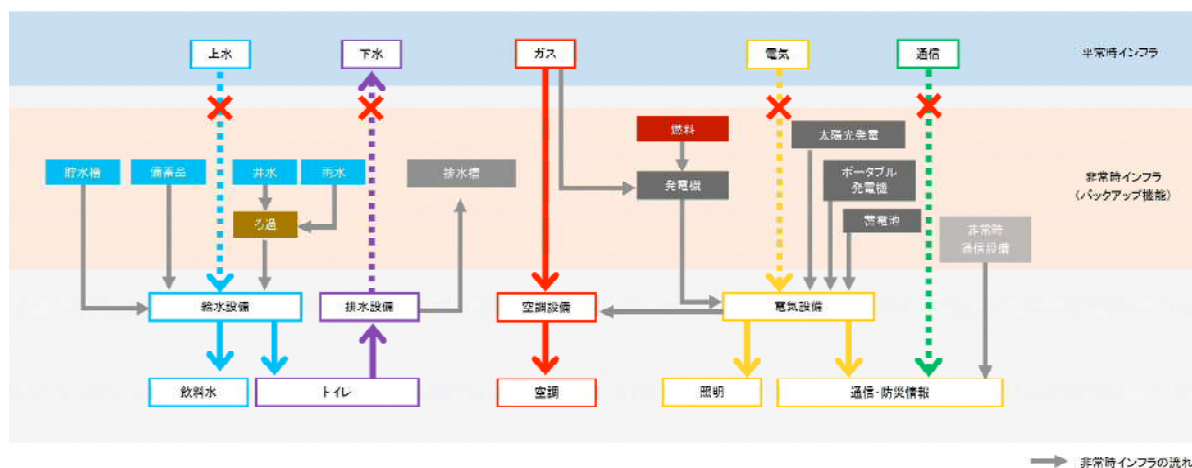 上水
下水
ガス
電気
通信
平常時インフラ
燃料
太陽光発電
貯水槽
備蓄品
井水
雨水
排水槽
発電機
ポータブル
発電機
非常時インフラ
(バックアップ機能)
ろ過
蓄電池
非常時
通信設備
給水設備
排水設備
空調設備
電気設備
飲料水
トイレ
空調
照明
通信・防災情報
非常時インフラの流れ